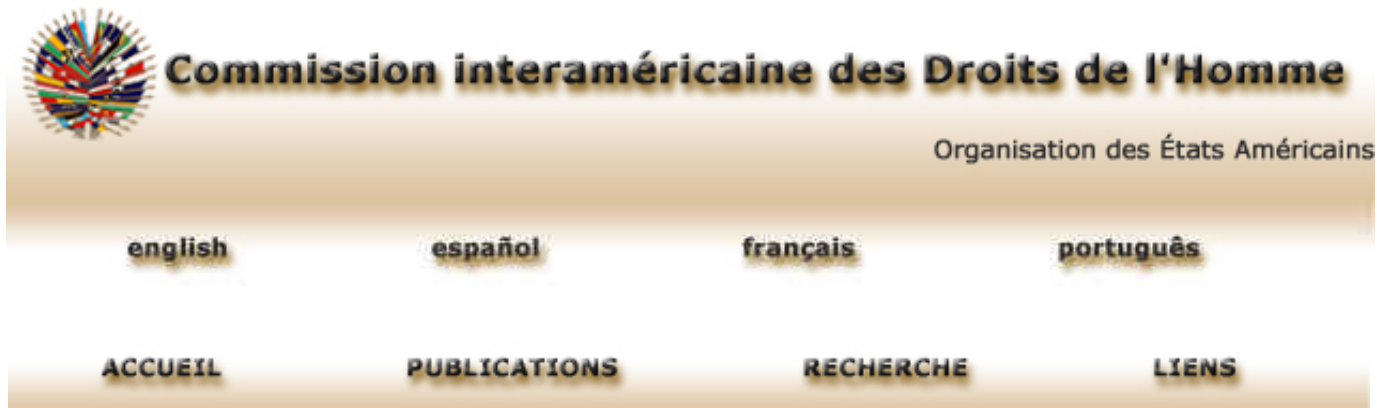 Commission interaméricaine des Droits de l'Homme
Organisation des États Américains
english español français português
ACCUEIL PUBLICATIONS RECHERCHE LIENS